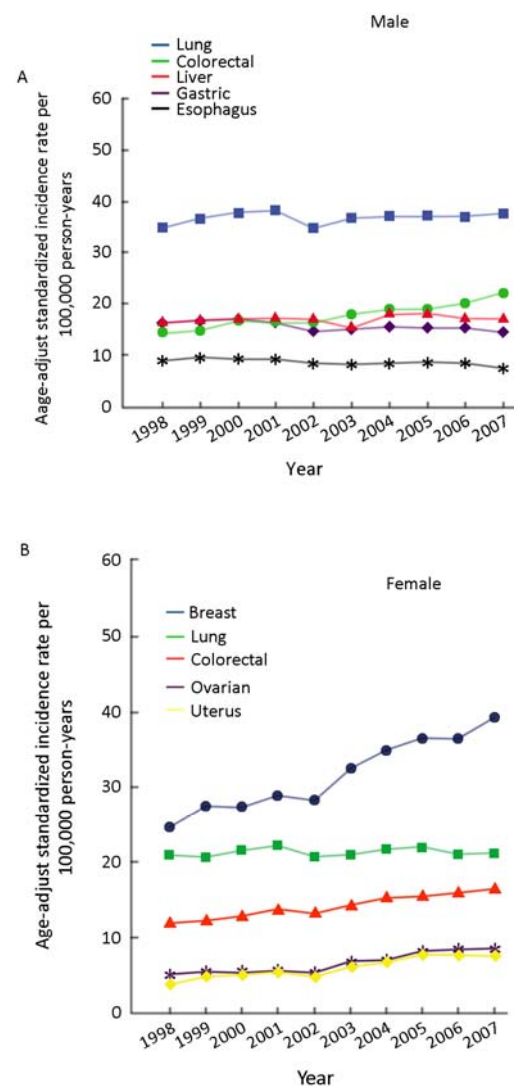 Male
A
Lung
Colorectal
Liver
Gastric
Esophagus
Aage-adjust standardized incidence rate per
100,000 person-years
60
50
40
30
20
10
0
1998 1999 2000 2001 2002 2003 2004 2005 2006 2007
Year
B
Female
Breast
Lung
Colorectal
Ovarian
Uterus
Age-adjust standardized incidence rate per
100,000 person-years
60
50
40
30
20
10
0
1998 1999 2000 2001 2002 2003 2004 2005 2006 2007
Year